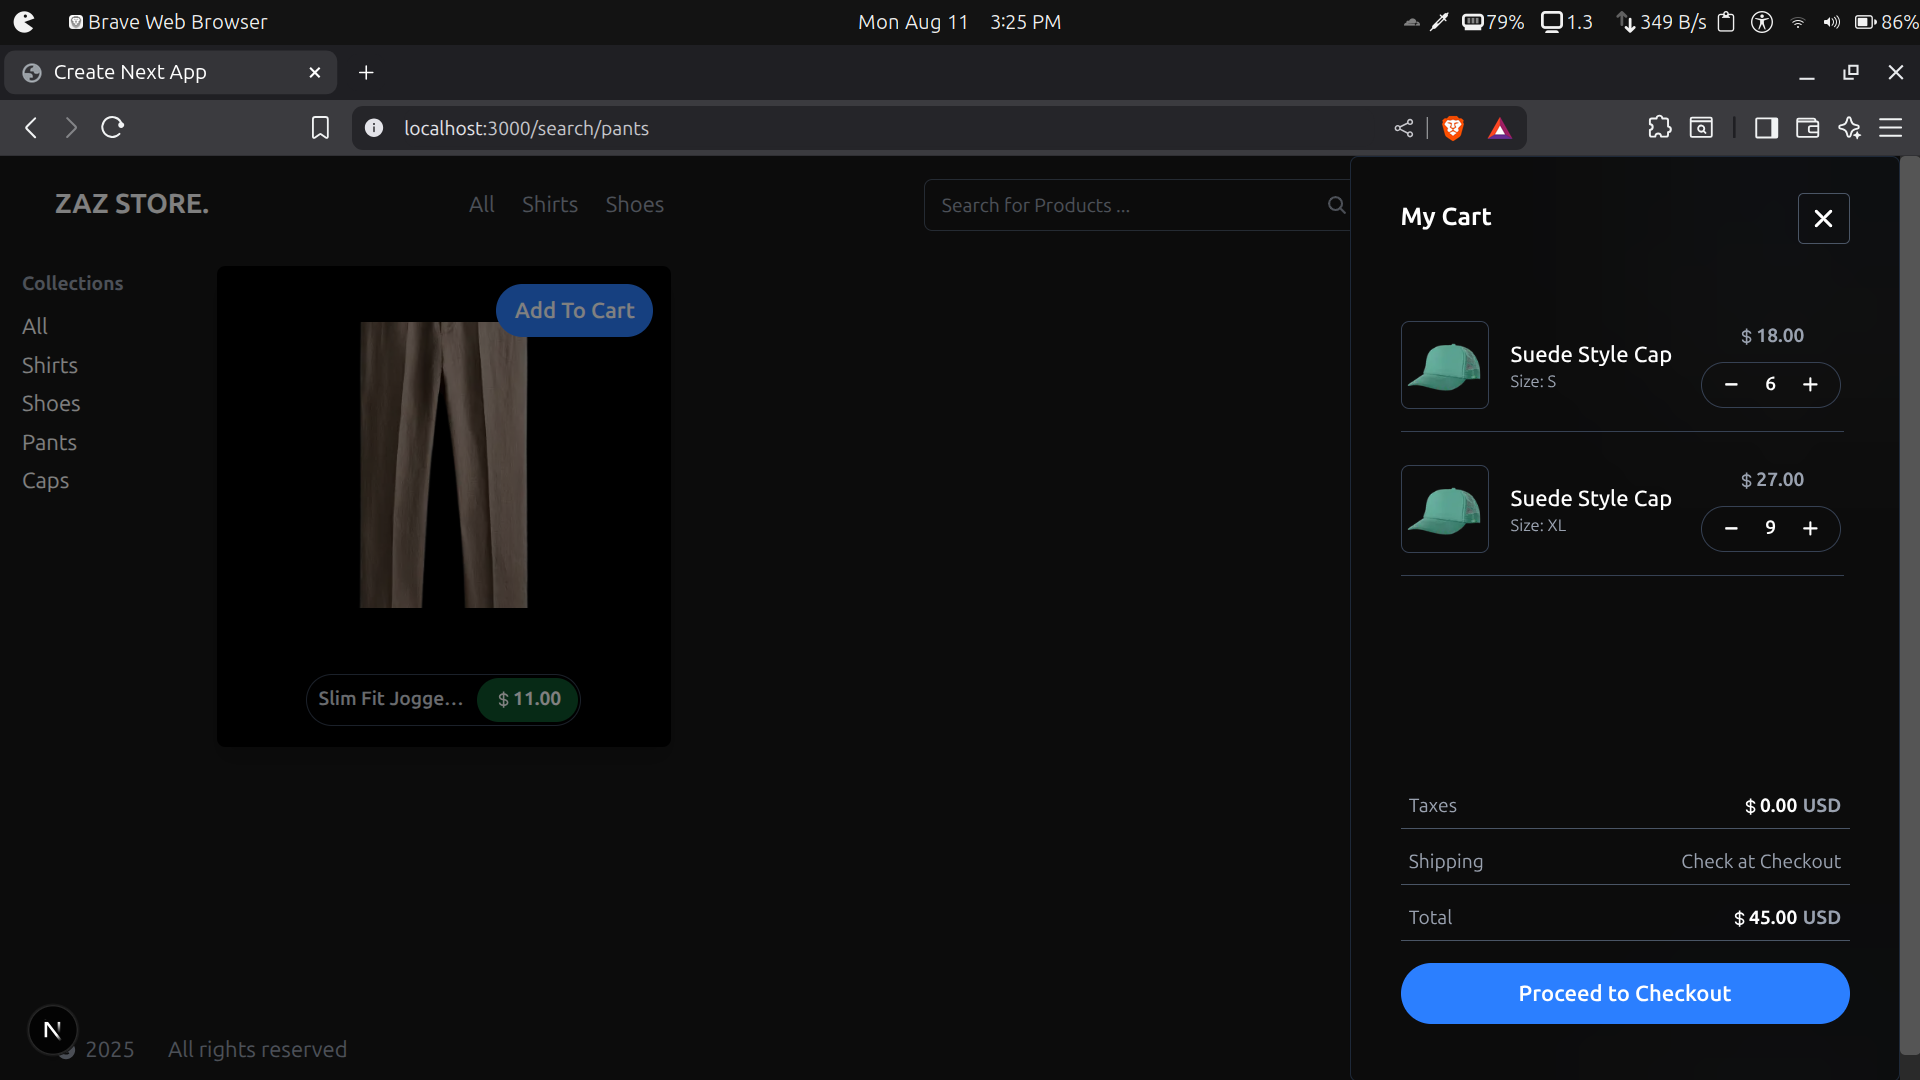 Brave Web Browser
Mon Aug 11 3:25 PM
79% 1.3 349 B/s 86%
Create Next App
localhost:3000/search/pants
ZAZ STORE.
All Shirts Shoes
Search for Products ...
Collections
All
Shirts
Shoes
Pants
Caps
Add To Cart
Slim Fit Jogge... $ 11.00
N
2025 All rights reserved
My Cart
$ 18.00
Suede Style Cap
Size: S
− 6 +
$ 27.00
Suede Style Cap
Size: XL
− 9 +
Taxes $ 0.00 USD
Shipping Check at Checkout
Total $ 45.00 USD
Proceed to Checkout